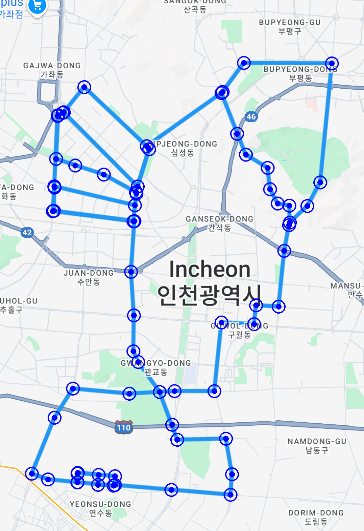 SANGOK-DONG
산곡동
plus
가좌점
BUPYEONG-GU
부평구
GAJWA-DONG
가좌동
BUPYEONG-DONG
부평동
46
PJEONG-DONG
십정동
A-DONG
화동
GANSEOK-DONG
간석동
42
JUAN-DONG
주안동
Incheon
인천광역시
MANSU-
만수
UHOL-GU
추홀구
DONG
구월동
GW
GYO-DONG
관교동
110
NAMDONG-GU
남동구
YEONSU-DONG
연수동
DORIM-DONG
도림동